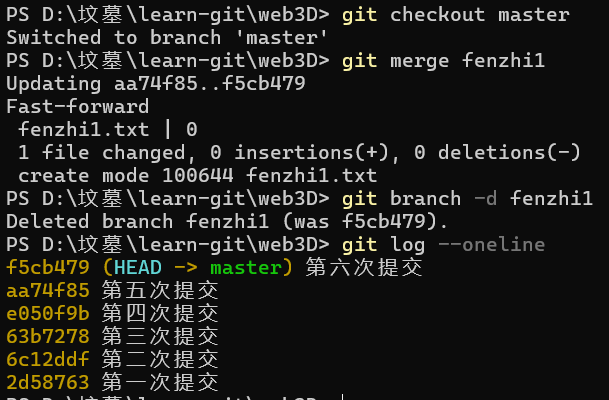 PS D:\坟墓\learn-git\web3D> git checkout master
Switched to branch 'master'
PS D:\坟墓\learn-git\web3D> git merge fenzhi1
Updating aa74f85..f5cb479
Fast-forward
 fenzhi1.txt | 0
 1 file changed, 0 insertions(+), 0 deletions(-)
 create mode 100644 fenzhi1.txt
PS D:\坟墓\learn-git\web3D> git branch -d fenzhi1
Deleted branch fenzhi1 (was f5cb479).
PS D:\坟墓\learn-git\web3D> git log --oneline
f5cb479 (HEAD -> master) 第六次提交
aa74f85 第五次提交
e050f9b 第四次提交
63b7278 第三次提交
6c12ddf 第二次提交
2d58763 第一次提交
PS D:\坟墓\learn-git\web3D>